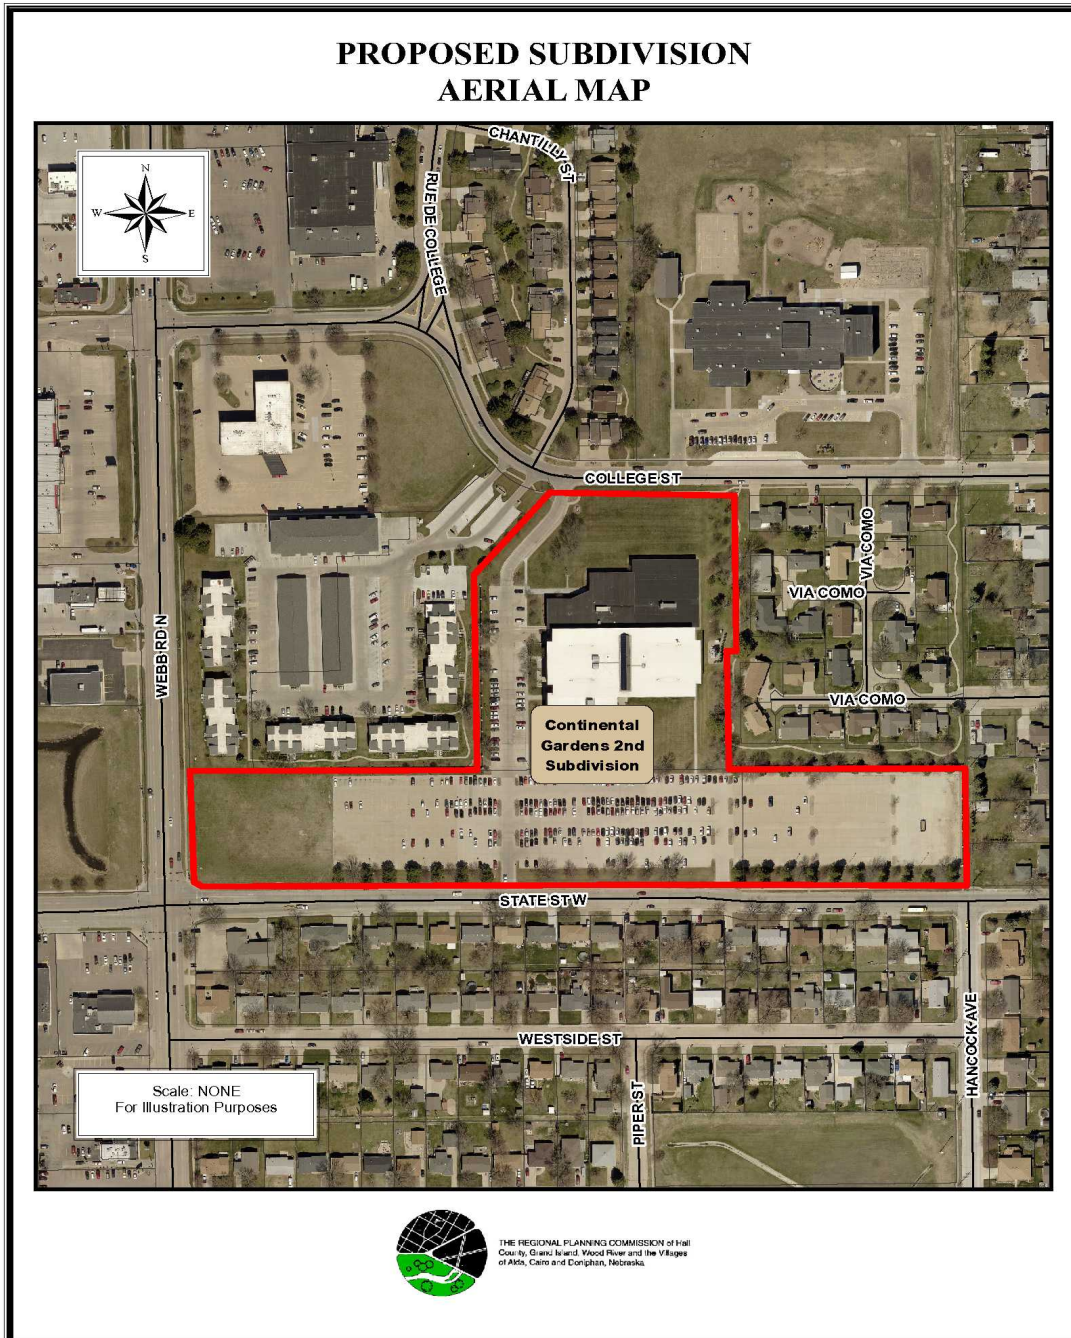 PROPOSED SUBDIVISION
AERIAL MAP
N
W E
S
CHANTILLY ST
RUE DE COLLEGE
COLLEGE ST
VIA COMO
VIA COMO
VIA COMO
WEBB RD N
Continental
Gardens 2nd
Subdivision
STATE ST W
WESTSIDE ST
HANCOCK AVE
PIPER ST
Scale: NONE
For Illustration Purposes
THE REGIONAL PLANNING COMMISSION of Hall
County, Grand Island, Wood River and the Villages
of Alda, Cairo and Doniphan, Nebraska